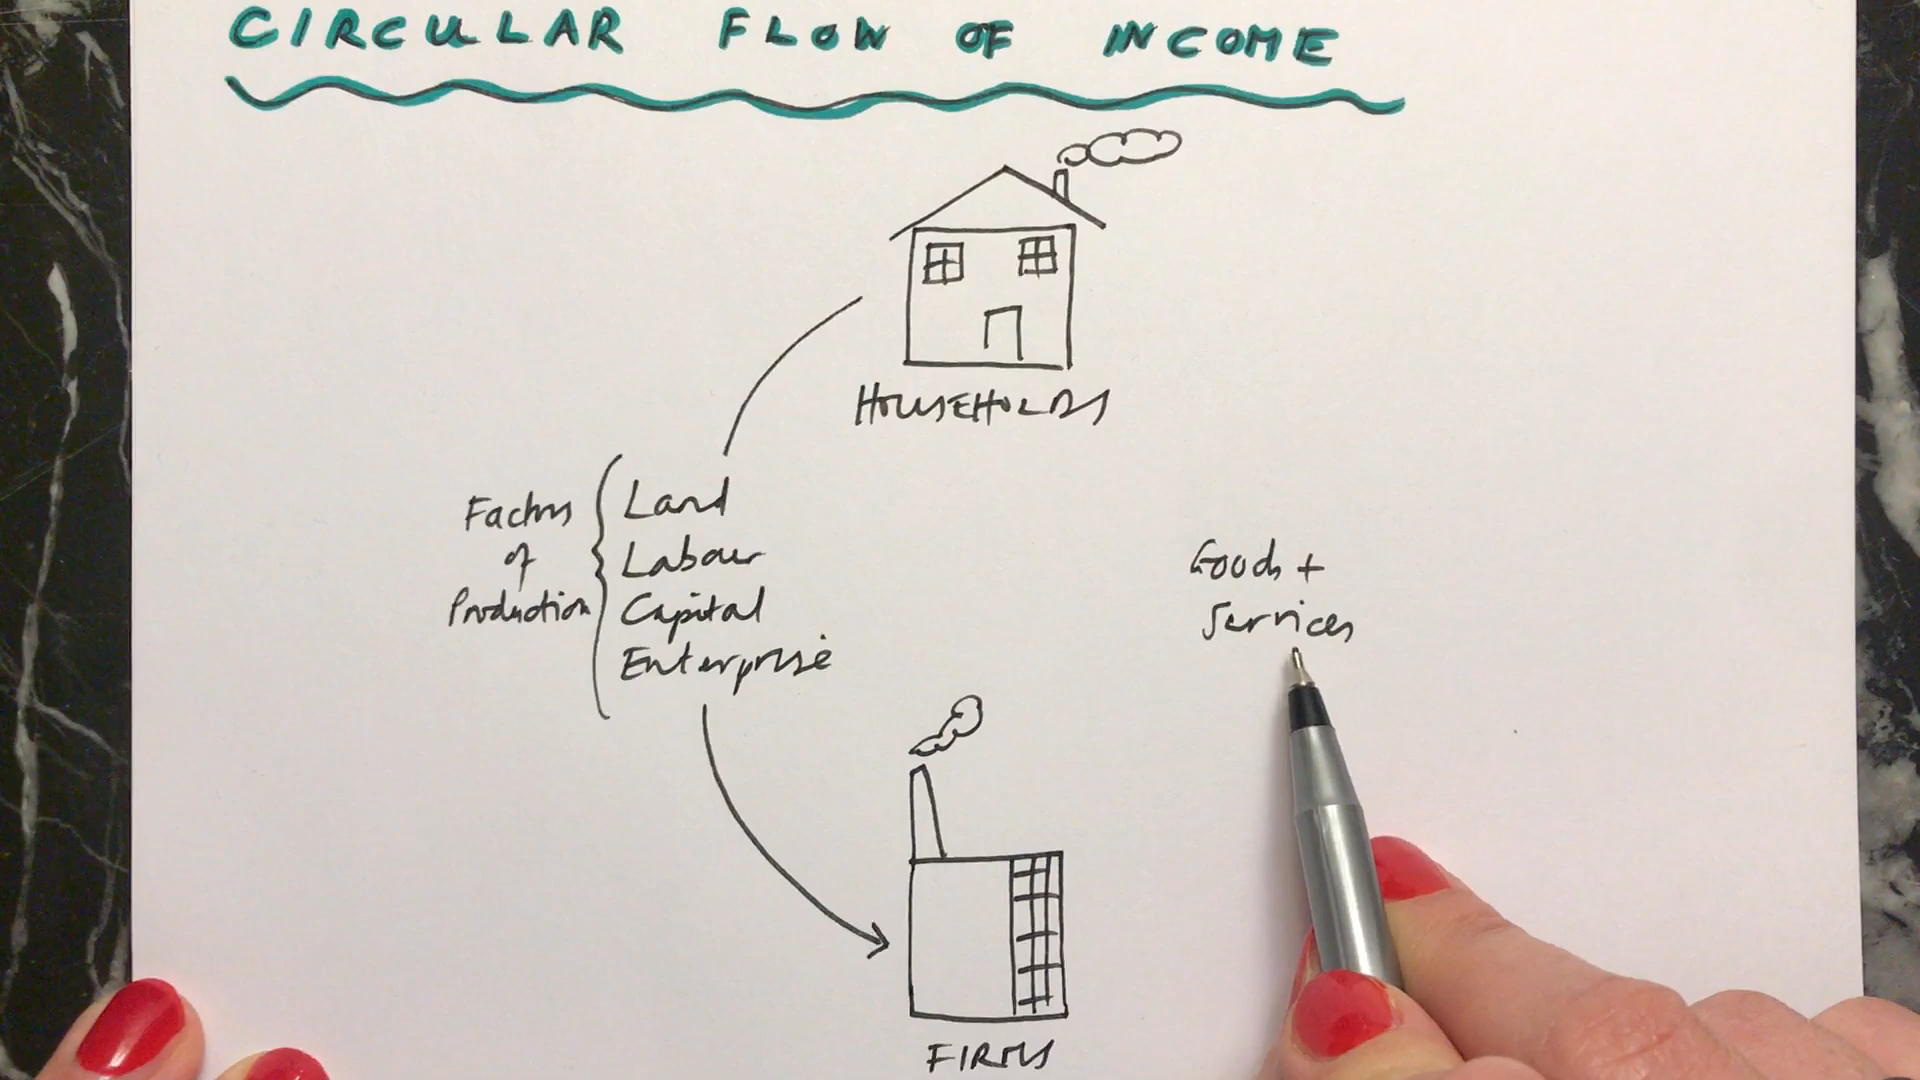 CIRCULAR FLOW OF INCOME
HOUSEHOLDS
Factors
of
Production
Land
Labour
Capital
Enterprise
Goods +
Services
FIRMS